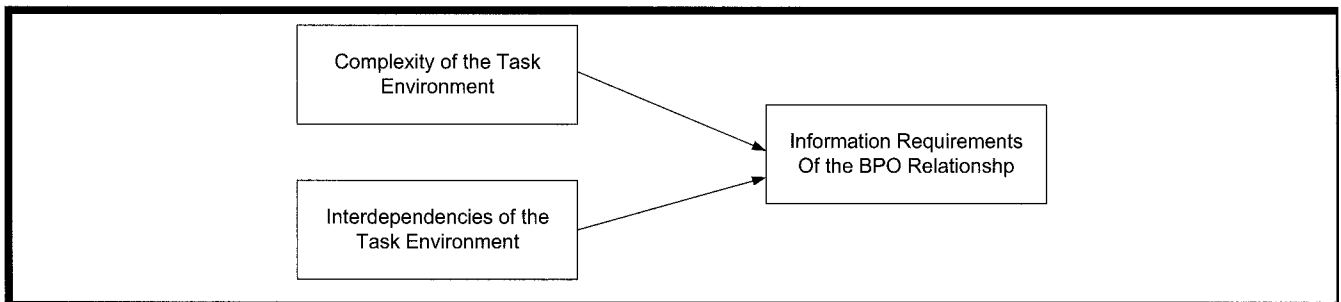 Complexity of the Task
Environment
Information Requirements
Of the BPO Relationshp
Interdependencies of the
Task Environment